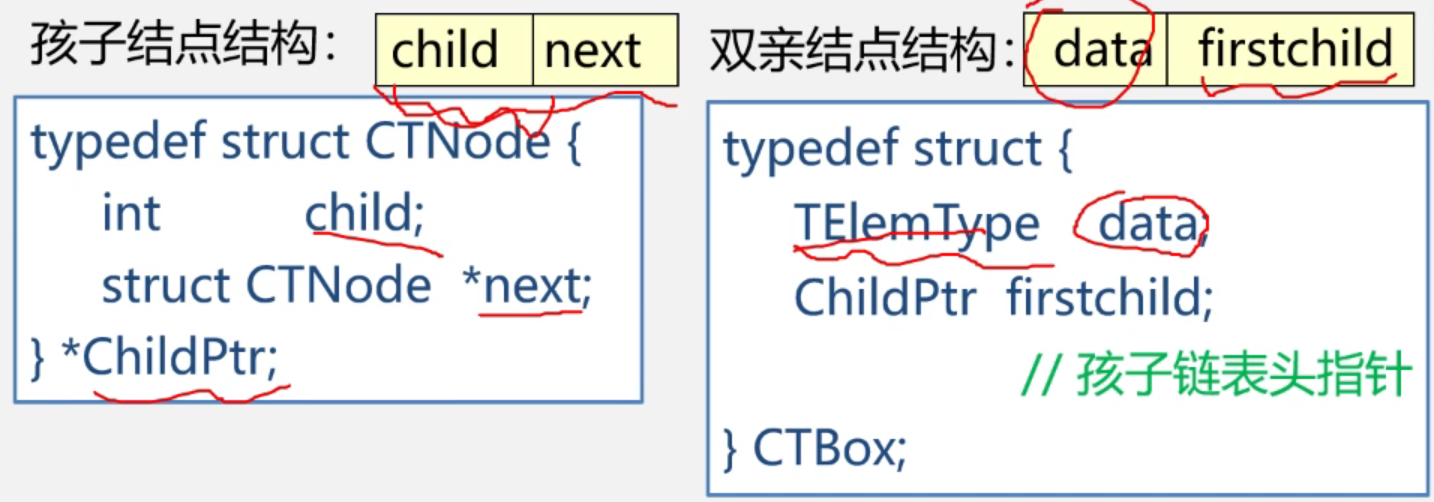 孩子结点结构： child next
typedef struct CTNode {
int child;
struct CTNode *next;
} *ChildPtr;
双亲结点结构： data firstchild
typedef struct {
TElemType data;
ChildPtr firstchild;
// 孩子链表头指针
} CTBox;